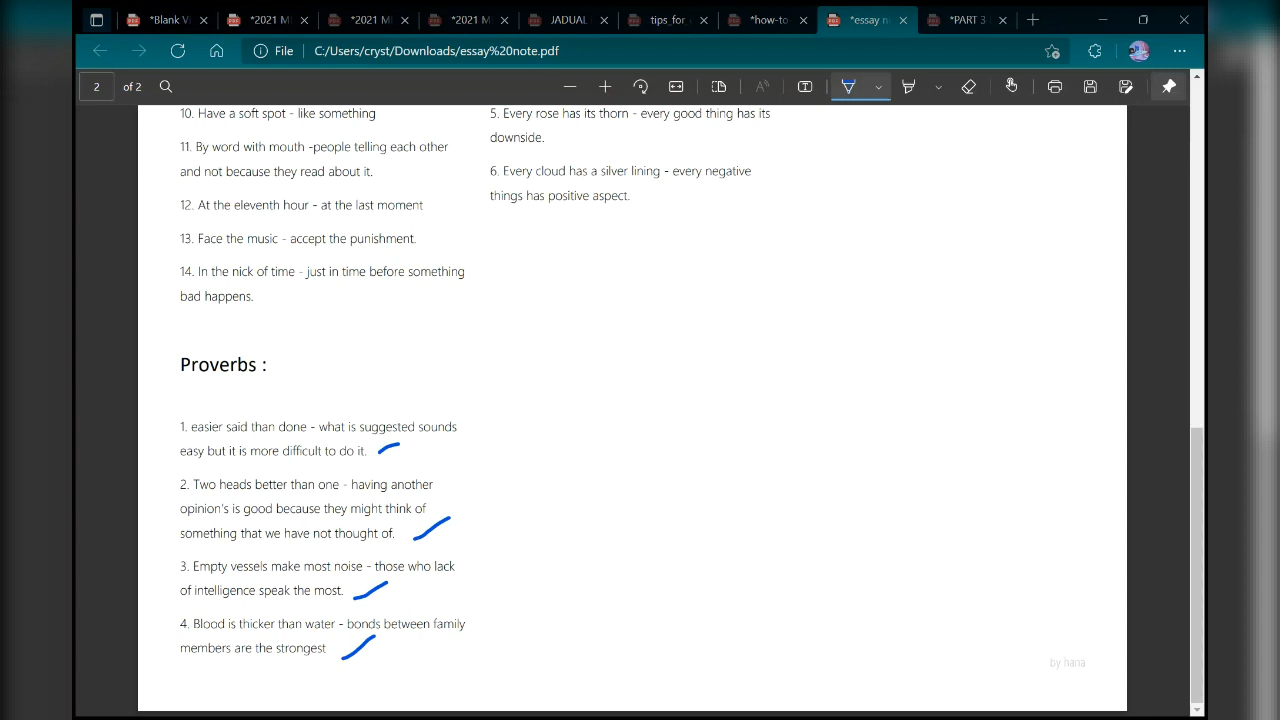 *Blank Vi
*2021 M
*2021 M
*2021 M
JADUAL
tips_for_
*how-to-
*essay n
*PART 3
File
C:/Users/cryst/Downloads/essay%20note.pdf
2
of 2
10. Have a soft spot - like something
11. By word with mouth -people telling each other
and not because they read about it.
12. At the eleventh hour - at the last moment
13. Face the music - accept the punishment.
14. In the nick of time - just in time before something
bad happens.
5. Every rose has its thorn - every good thing has its
downside.
6. Every cloud has a silver lining - every negative
things has positive aspect.
Proverbs :
1. easier said than done - what is suggested sounds
easy but it is more difficult to do it.
2. Two heads better than one - having another
opinion's is good because they might think of
something that we have not thought of.
3. Empty vessels make most noise - those who lack
of intelligence speak the most.
4. Blood is thicker than water - bonds between family
members are the strongest
by hana